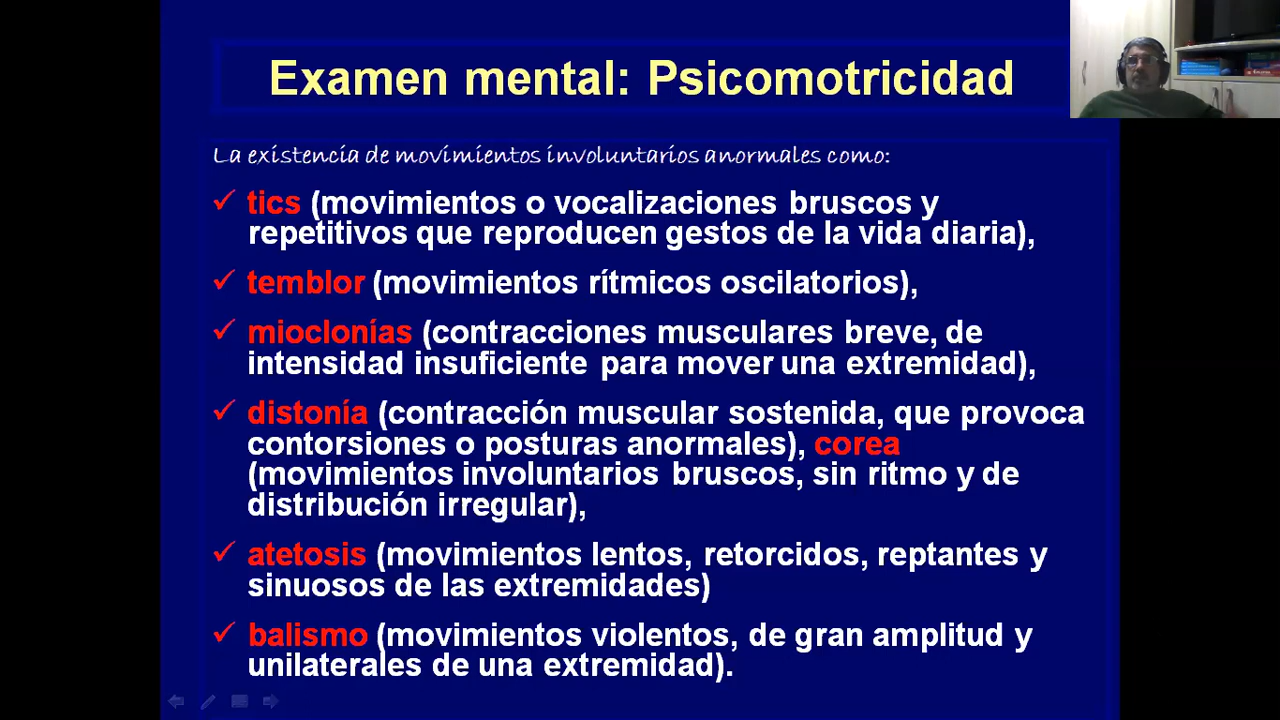 Examen mental: Psicomotricidad
La existencia de movimientos involuntarios anormales como:
✓ tics (movimientos o vocalizaciones bruscos y
repetitivos que reproducen gestos de la vida diaria),
✓ temblor (movimientos rítmicos oscilatorios),
✓ mioclonías (contracciones musculares breve, de
intensidad insuficiente para mover una extremidad),
✓ distonía (contracción muscular sostenida, que provoca
contorsiones o posturas anormales), corea
(movimientos involuntarios bruscos, sin ritmo y de
distribución irregular),
✓ atetosis (movimientos lentos, retorcidos, reptantes y
sinuosos de las extremidades)
✓ balismo (movimientos violentos, de gran amplitud y
unilaterales de una extremidad).